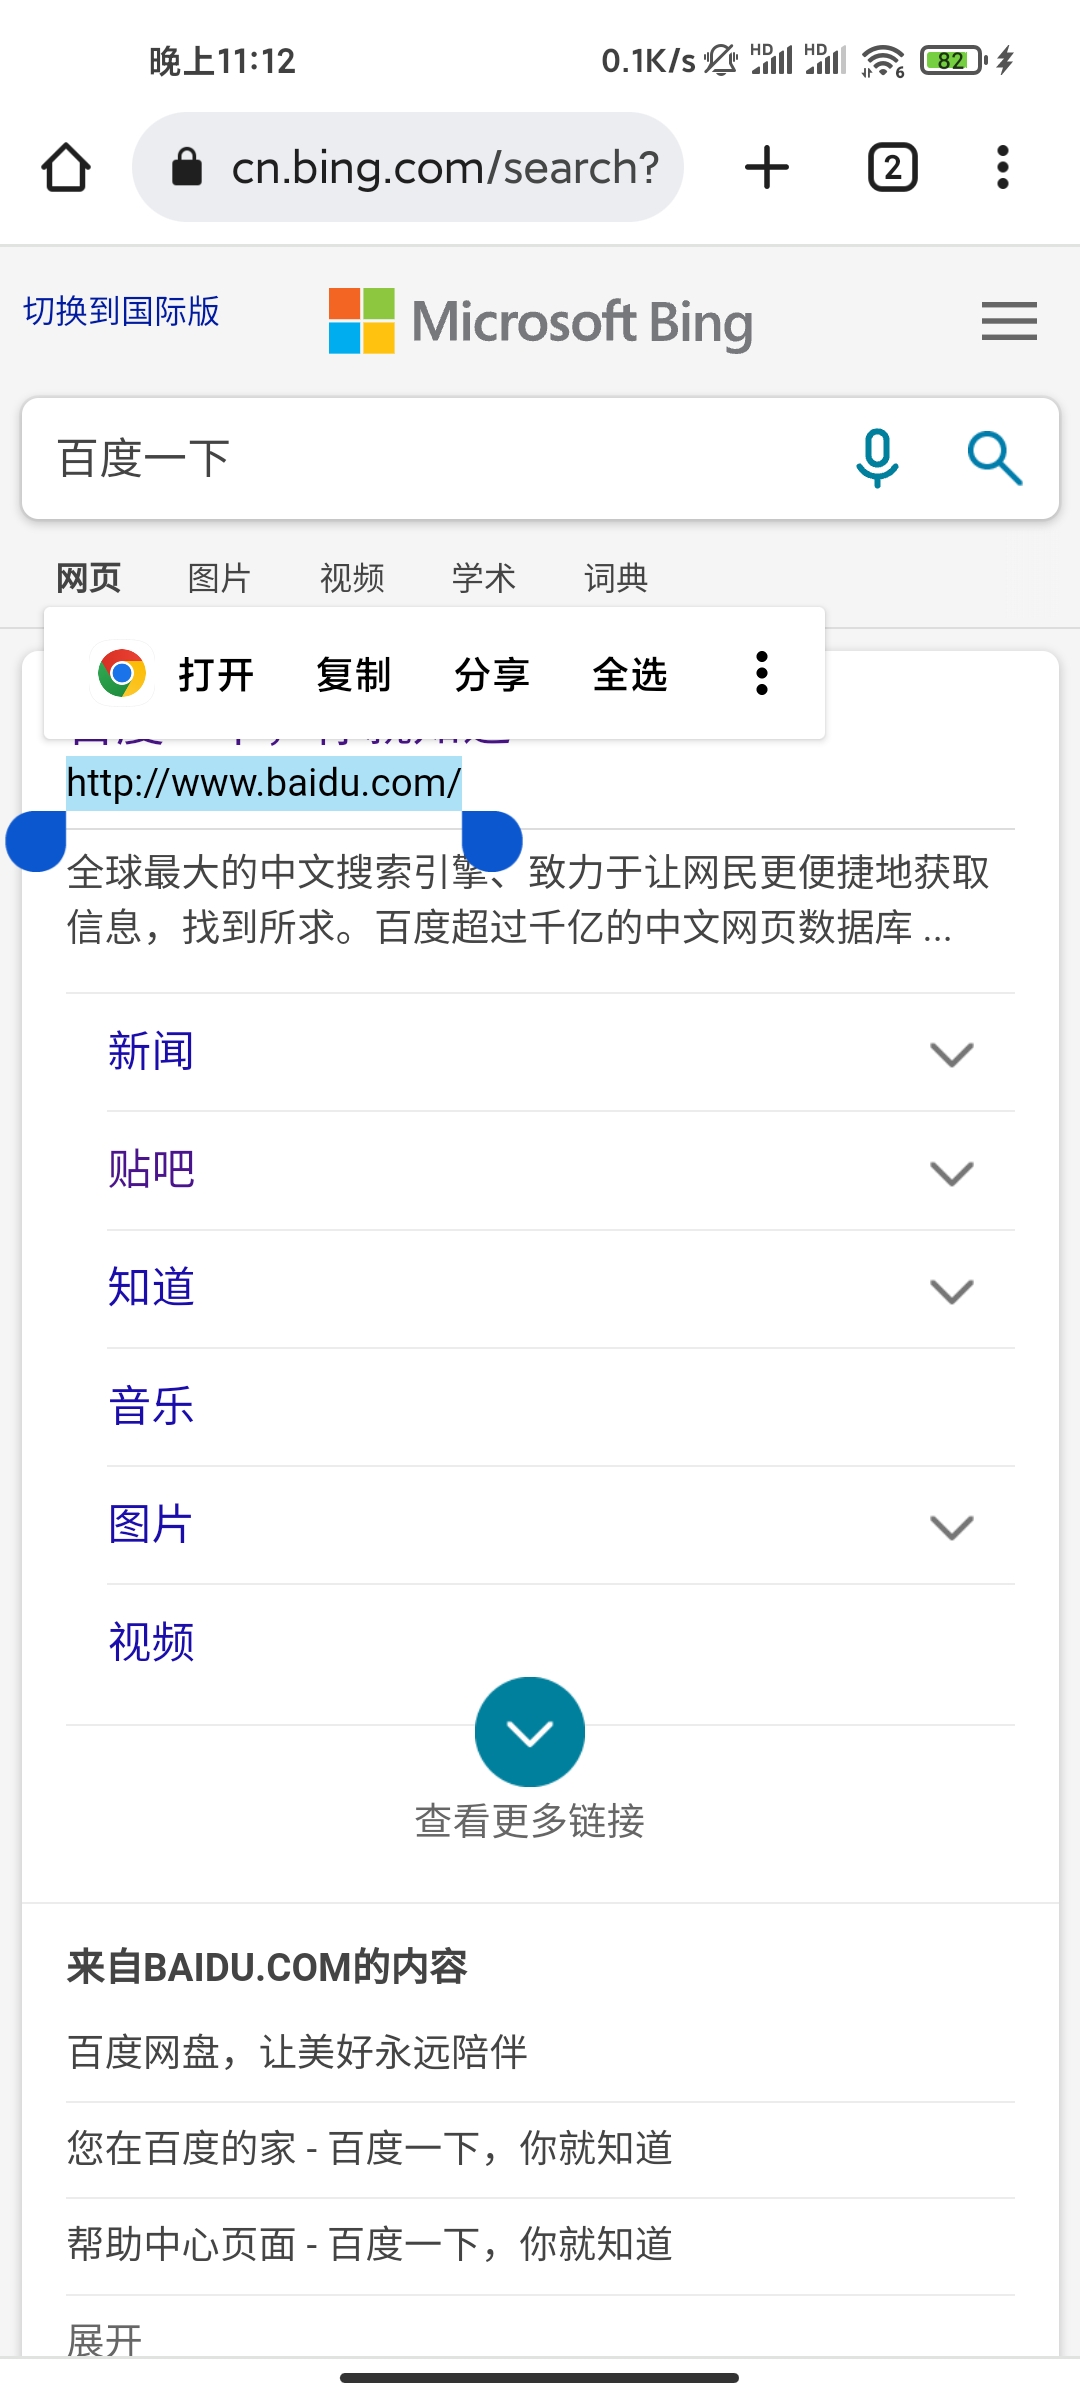 晚上11:12
0.1K/s
HD
HD
6
82
cn.bing.com/search?
2
切换到国际版
Microsoft Bing
百度一下
网页 图片 视频 学术 词典
打开 复制 分享 全选
http://www.baidu.com/
全球最大的中文搜索引擎、致力于让网民更便捷地获取
信息，找到所求。百度超过千亿的中文网页数据库 ...
新闻
贴吧
知道
音乐
图片
视频
查看更多链接
来自BAIDU.COM的内容
百度网盘，让美好永远陪伴
您在百度的家 - 百度一下，你就知道
帮助中心页面 - 百度一下，你就知道
展开